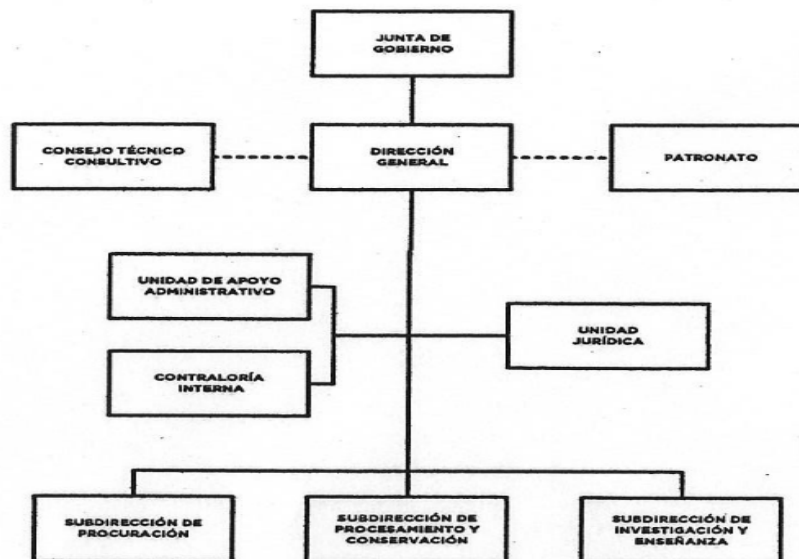 JUNTA DE
GOBIERNO
CONSEJO TÉCNICO
CONSULTIVO
DIRECCIÓN
GENERAL
PATRONATO
UNIDAD DE APOYO
ADMINISTRATIVO
UNIDAD
JURÍDICA
CONTRALORÍA
INTERNA
SUBDIRECCIÓN DE
PROCURACIÓN
SUBDIRECCIÓN DE
PROCESAMIENTO Y
CONSERVACIÓN
SUBDIRECCIÓN DE
INVESTIGACIÓN Y
ENSEÑANZA